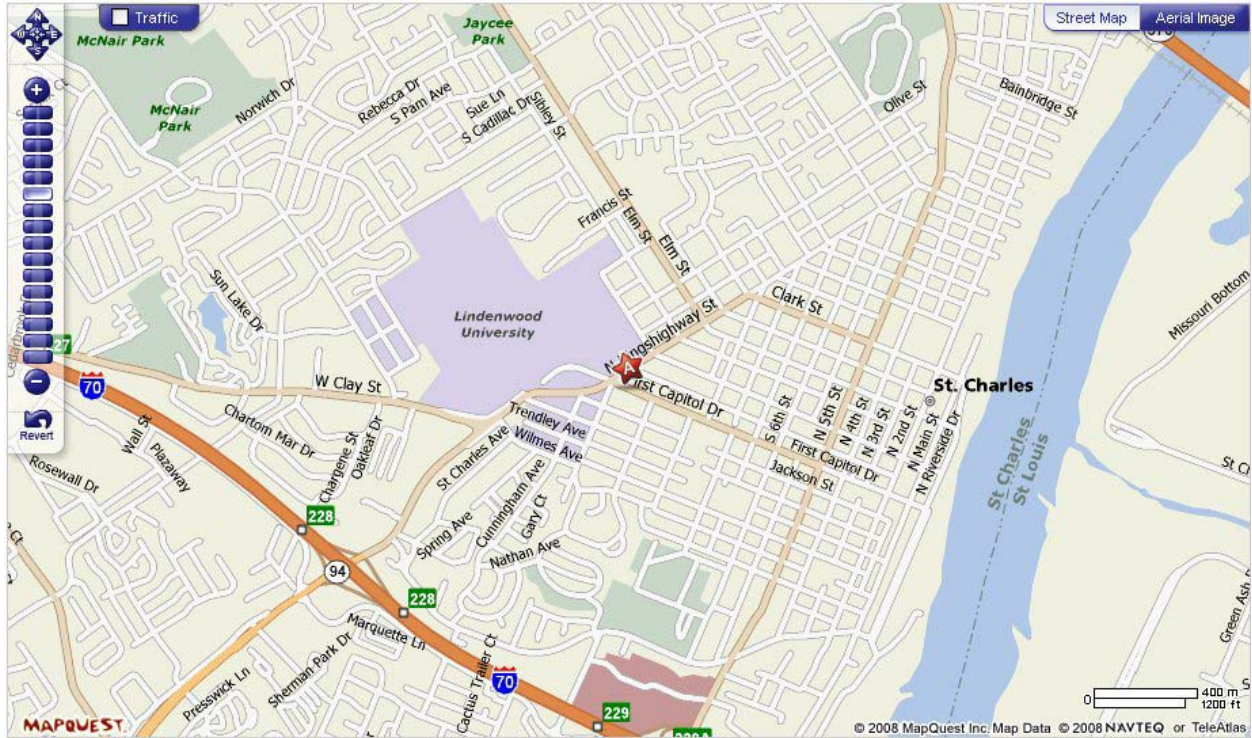 N
W
E
S
Traffic
Street Map
Aerial Image
McNair Park
Jaycee
Park
370
Bainbridge St
Olive St
McNair
Park
Norwich Dr
Rebecca Dr
S Pam Ave
Sue Ln
S Cadillac Dr
Sibley St
Francis St
Elm St
Elm St
Sun Lake Dr
Lindenwood
University
Clark St
Missouri Bottom
N Kingshighway St
A
First Capitol Dr
St. Charles
27
70
W Clay St
Revert
Wall St
Plazaway
Chartom Mar Dr
Chargene St
Oakleaf Dr
St Charles Ave
Trendley Ave
Wilmes Ave
S 6th St
N 5th St
N 4th St
N 3rd St
N 2nd St
N Main St
N Riverside Dr
First Capitol Dr
Jackson St
St Charles
St Louis
Rosewall Dr
Ct
228
94
Spring Ave
Cunningham Ave
Gary Ct
Nathan Ave
228
Marquette Ln
Sherman Park Dr
Presswick Ln
Cactus Trailer Ct
70
229
Green Ash
0
400 m
1200 ft
MAPQUEST.
© 2008 MapQuest Inc. Map Data © 2008 NAVTEQ or TeleAtlas